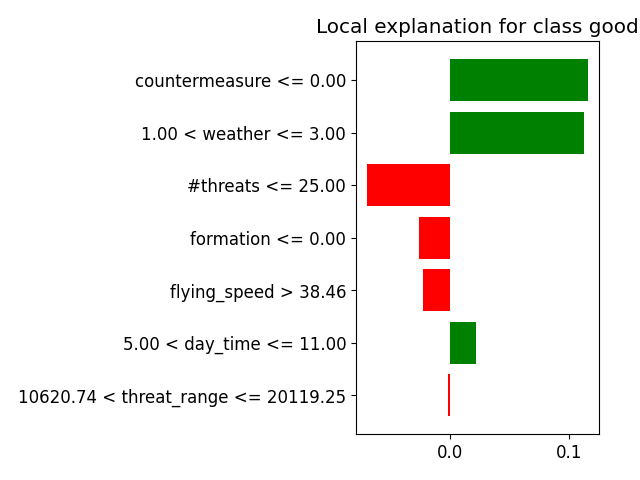 Local explanation for class good
countermeasure <= 0.00
1.00 < weather <= 3.00
#threats <= 25.00
formation <= 0.00
flying_speed > 38.46
5.00 < day_time <= 11.00
10620.74 < threat_range <= 20119.25
0.0 0.1